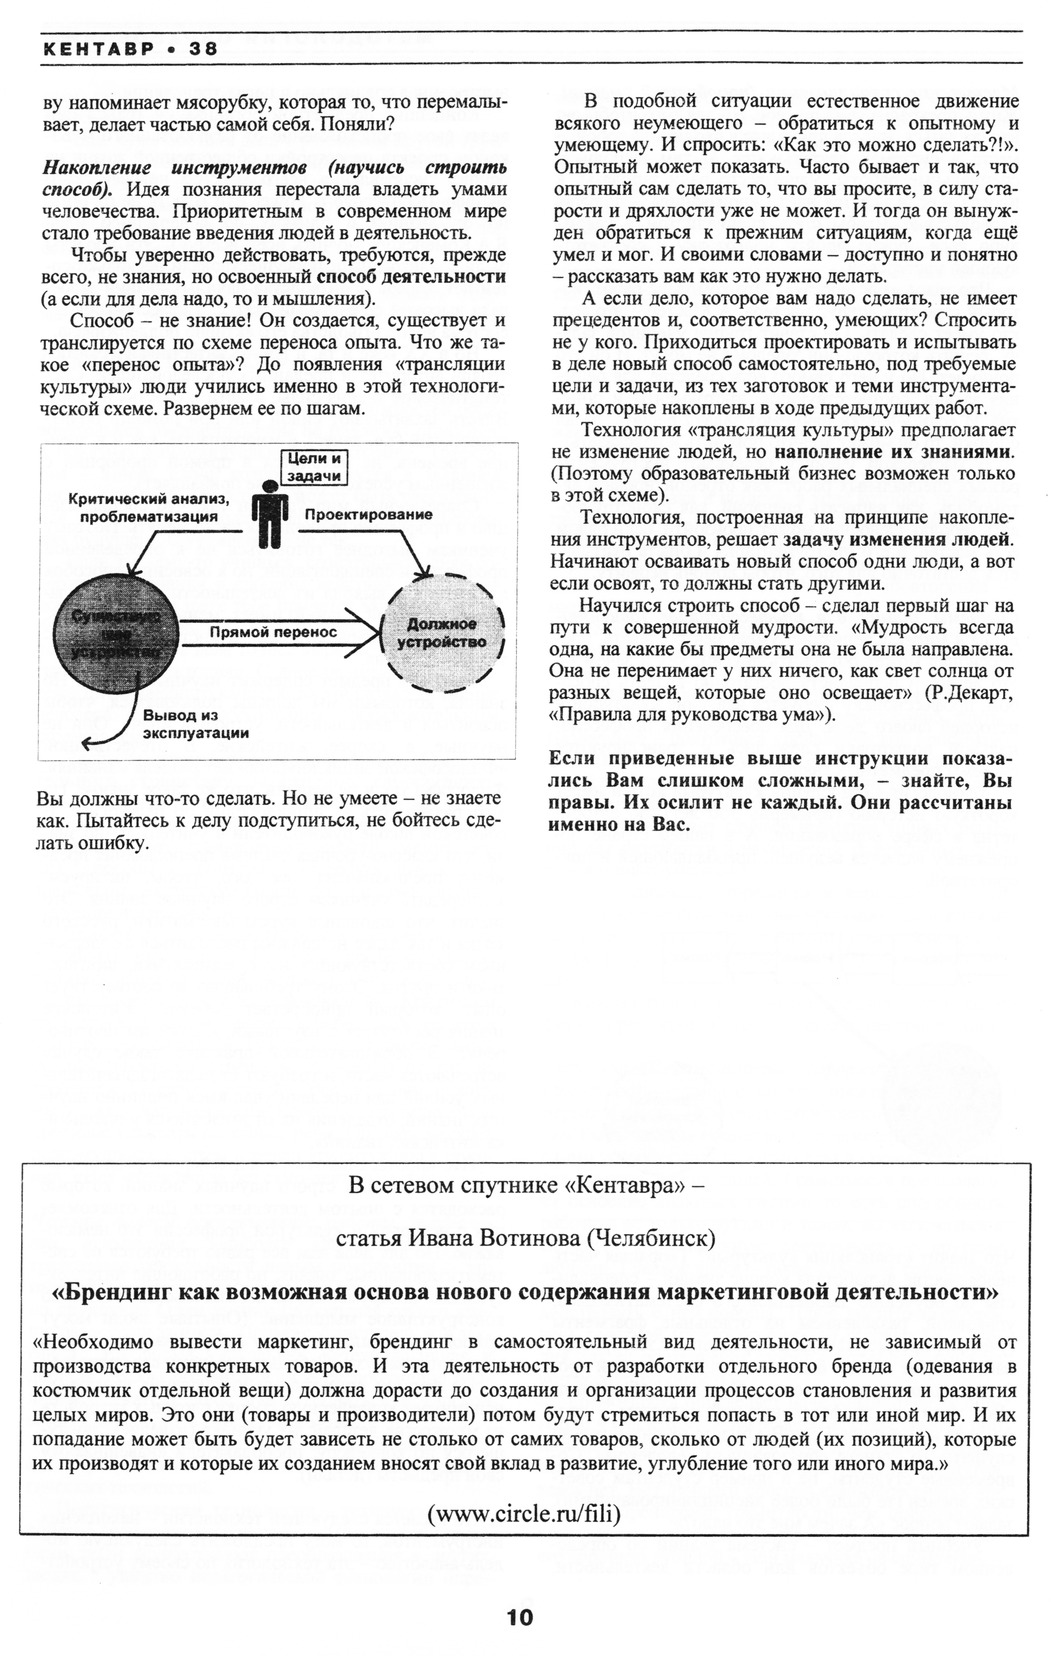 КЕНТАВР • 38
ву напоминает мясорубку, которая то, что перемалы-
вает, делает частью самой себя. Поняли?
Накопление инструментов (научись строить
способ). Идея познания перестала владеть умами
человечества. Приоритетным в современном мире
стало требование введения людей в деятельность.
Чтобы уверенно действовать, требуются, прежде
всего, не знания, но освоенный способ деятельности
(а если для дела надо, то и мышления).
Способ – не знание! Он создается, существует и
транслируется по схеме переноса опыта. Что же та-
кое «перенос опыта»? До появления «трансляции
культуры» люди учились именно в этой технологи-
ческой схеме. Развернем ее по шагам.
Цели и
задачи
Критический анализ,
проблематизация
Проектирование
Существую
щее
устройство
Прямой перенос
Должное
устройство
Вывод из
эксплуатации
Вы должны что-то сделать. Но не умеете – не знаете
как. Пытайтесь к делу подступиться, не бойтесь сде-
лать ошибку.
В подобной ситуации естественное движение
всякого неумеющего – обратиться к опытному и
умеющему. И спросить: «Как это можно сделать?!».
Опытный может показать. Часто бывает и так, что
опытный сам сделать то, что вы просите, в силу ста-
рости и дряхлости уже не может. И тогда он вынуж-
ден обратиться к прежним ситуациям, когда ещё
умел и мог. И своими словами – доступно и понятно
– рассказать вам как это нужно делать.
А если дело, которое вам надо сделать, не имеет
прецедентов и, соответственно, умеющих? Спросить
не у кого. Приходиться проектировать и испытывать
в деле новый способ самостоятельно, под требуемые
цели и задачи, из тех заготовок и теми инструмента-
ми, которые накоплены в ходе предыдущих работ.
Технология «трансляция культуры» предполагает
не изменение людей, но наполнение их знаниями.
(Поэтому образовательный бизнес возможен только
в этой схеме).
Технология, построенная на принципе накопле-
ния инструментов, решает задачу изменения людей.
Начинают осваивать новый способ одни люди, а вот
если освоят, то должны стать другими.
Научился строить способ – сделал первый шаг на
пути к совершенной мудрости. «Мудрость всегда
одна, на какие бы предметы она не была направлена.
Она не перенимает у них ничего, как свет солнца от
разных вещей, которые оно освещает» (Р.Декарт,
«Правила для руководства ума»).
Если приведенные выше инструкции показа-
лись Вам слишком сложными, – знайте, Вы
правы. Их осилит не каждый. Они рассчитаны
именно на Вас.
В сетевом спутнике «Кентавра» –
статья Ивана Вотинова (Челябинск)
«Брендинг как возможная основа нового содержания маркетинговой деятельности»
«Необходимо вывести маркетинг, брендинг в самостоятельный вид деятельности, не зависимый от
производства конкретных товаров. И эта деятельность от разработки отдельного бренда (одевания в
костюмчик отдельной вещи) должна дорасти до создания и организации процессов становления и развития
целых миров. Это они (товары и производители) потом будут стремиться попасть в тот или иной мир. И их
попадание может быть будет зависеть не столько от самих товаров, сколько от людей (их позиций), которые
их производят и которые их созданием вносят свой вклад в развитие, углубление того или иного мира.»
(www.circle.ru/fili)
10